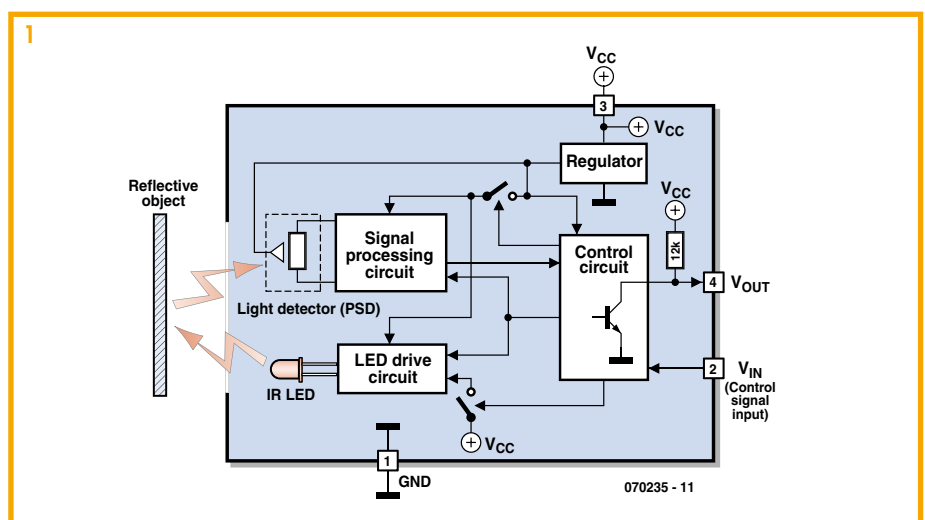 1
VCC
3
VCC
Regulator
VCC
Reflective
object
Signal
processing
circuit
Control
circuit
12k
4 VOUT
Light detector (PSD)
LED drive
circuit
2 VIN
(Control
signal
input)
IR LED
VCC
1
GND
070235 - 11